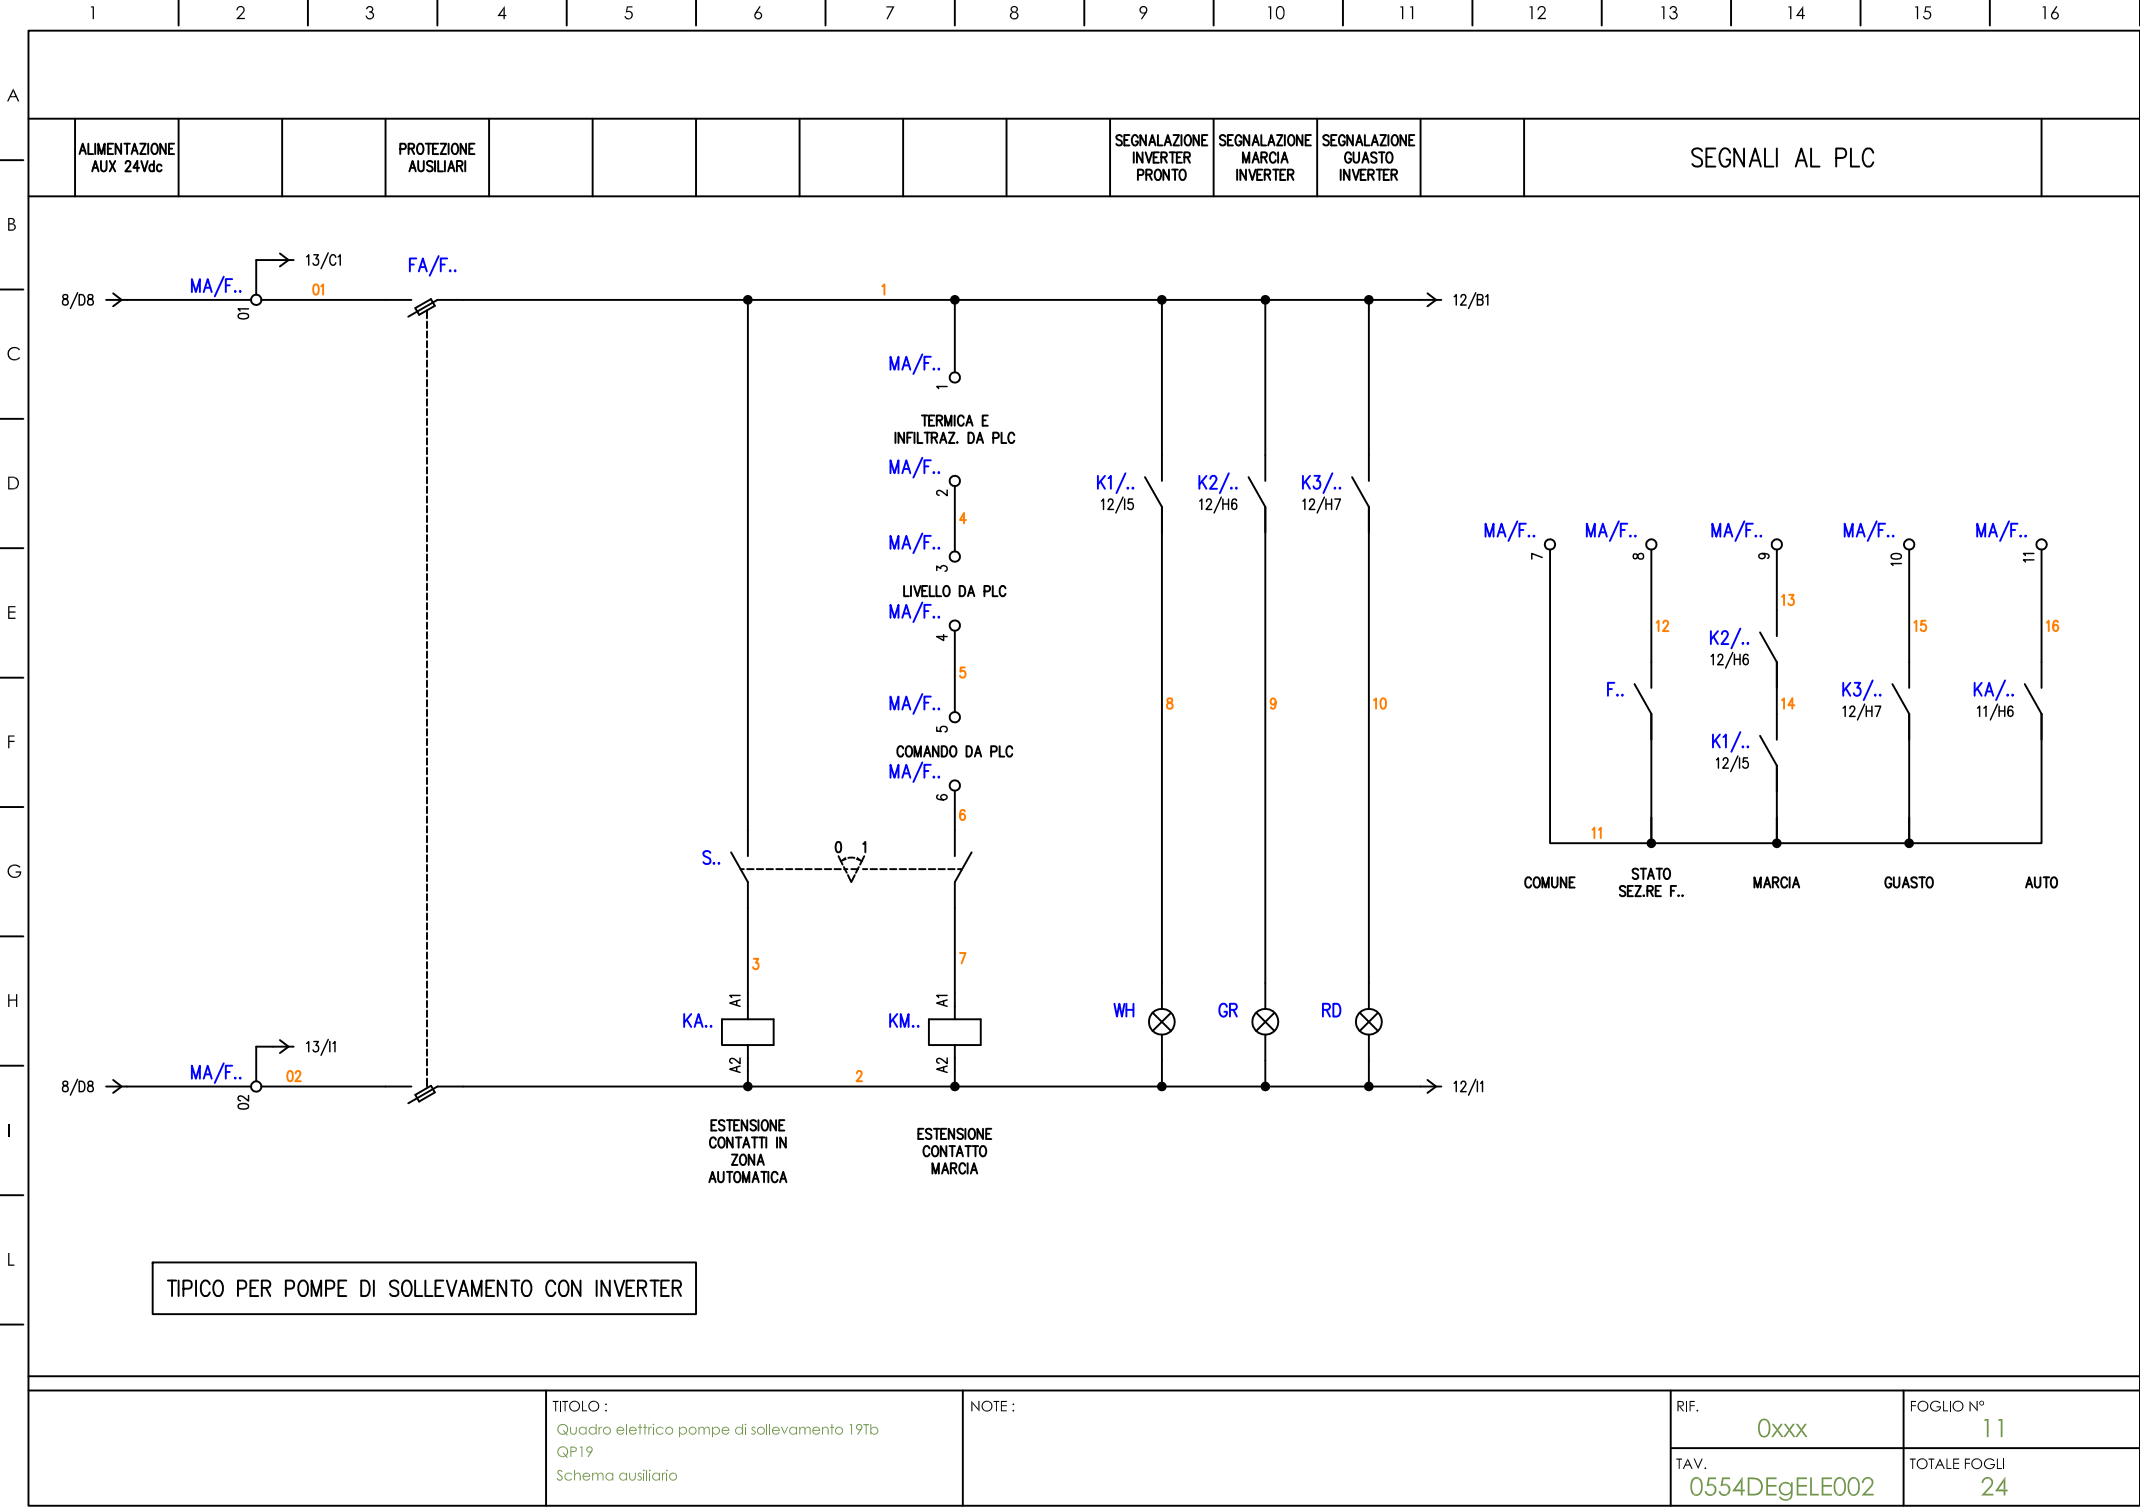 1 2 3 4 5 6 7 8 9 10 11 12 13 14 15 16
A
B
C
D
E
F
G
H
I
L
ALIMENTAZIONE
AUX 24Vdc
PROTEZIONE
AUSILIARI
SEGNALAZIONE
INVERTER
PRONTO
SEGNALAZIONE
MARCIA
INVERTER
SEGNALAZIONE
GUASTO
INVERTER
SEGNALI AL PLC
8/D8
MA/F..
01
13/C1
01
FA/F..
1
12/B1
MA/F..
1
TERMICA E
INFILTRAZ. DA PLC
MA/F..
2
4
MA/F..
3
LIVELLO DA PLC
MA/F..
4
5
MA/F..
5
COMANDO DA PLC
MA/F..
6
6
S..
0 1
3
7
A1
KA..
A2
A1
KM..
A2
K1/..
12/I5
K2/..
12/H6
K3/..
12/H7
8
9
10
WH
GR
RD
8/D8
MA/F..
02
13/I1
02
2
12/I1
ESTENSIONE
CONTATTI IN
ZONA
AUTOMATICA
ESTENSIONE
CONTATTO
MARCIA
MA/F..
7
MA/F..
8
MA/F..
9
MA/F..
10
MA/F..
11
12
13
15
16
K2/..
12/H6
F..
14
K3/..
12/H7
KA/..
11/H6
K1/..
12/I5
11
COMUNE
STATO
SEZ.RE F..
MARCIA
GUASTO
AUTO
TIPICO PER POMPE DI SOLLEVAMENTO CON INVERTER
TITOLO :
Quadro elettrico pompe di sollevamento 19Tb
QP19
Schema ausiliario
NOTE :
RIF.
0xxx
FOGLIO N°
11
TAV.
0554DEgELE002
TOTALE FOGLI
24